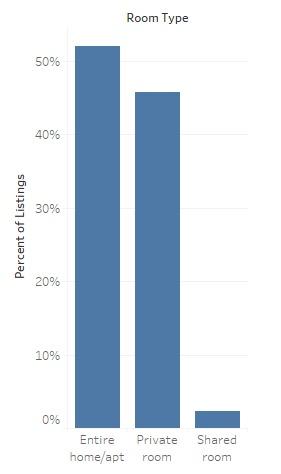 Room Type
Percent of Listings
50%
40%
30%
20%
10%
0%
Entire
home/apt
Private
room
Shared
room